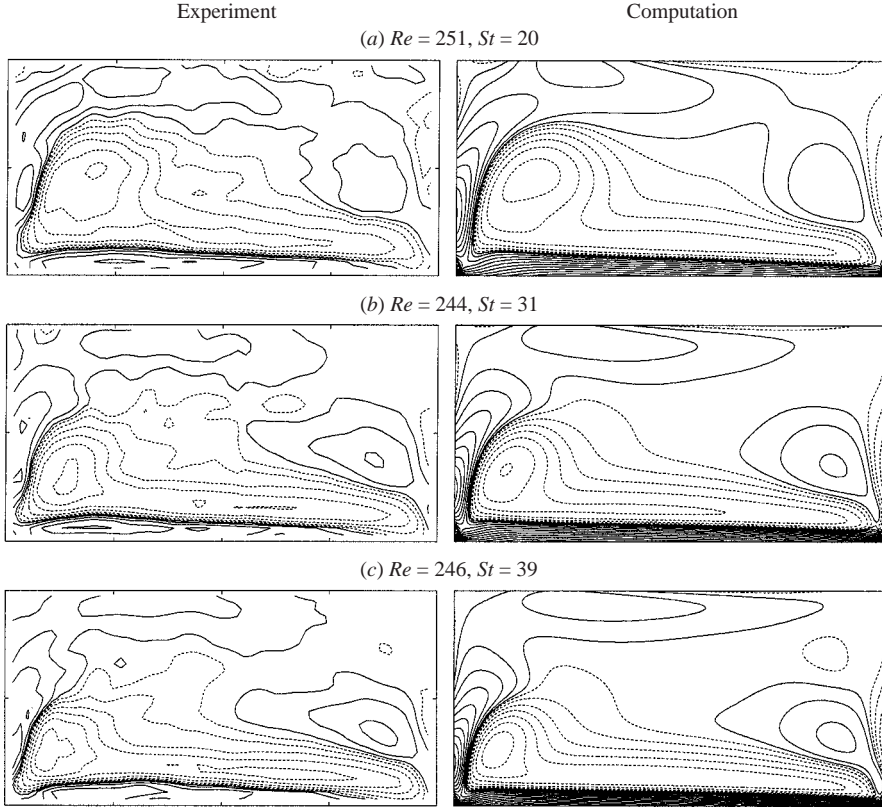 Experiment
Computation
(a) Re = 251, St = 20
(b) Re = 244, St = 31
(c) Re = 246, St = 39